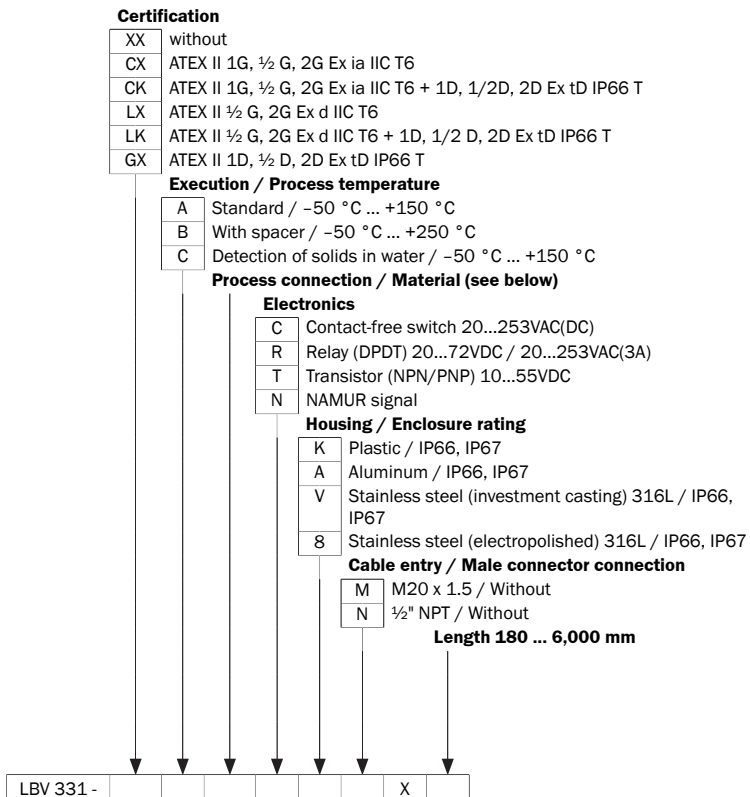 Certification
XX without
CX ATEX II 1G, ½ G, 2G Ex ia IIC T6
CK ATEX II 1G, ½ G, 2G Ex ia IIC T6 + 1D, 1/2D, 2D Ex tD IP66 T
LX ATEX II ½ G, 2G Ex d IIC T6
LK ATEX II ½ G, 2G Ex d IIC T6 + 1D, 1/2 D, 2D Ex tD IP66 T
GX ATEX II 1D, ½ D, 2D Ex tD IP66 T
Execution / Process temperature
A Standard / –50 °C ... +150 °C
B With spacer / –50 °C ... +250 °C
C Detection of solids in water / –50 °C ... +150 °C
Process connection / Material (see below)
Electronics
C Contact-free switch 20...253VAC(DC)
R Relay (DPDT) 20...72VDC / 20...253VAC(3A)
T Transistor (NPN/PNP) 10...55VDC
N NAMUR signal
Housing / Enclosure rating
K Plastic / IP66, IP67
A Aluminum / IP66, IP67
V Stainless steel (investment casting) 316L / IP66,
IP67
8 Stainless steel (electropolished) 316L / IP66, IP67
Cable entry / Male connector connection
M M20 x 1.5 / Without
N ½" NPT / Without
Length 180 ... 6,000 mm
LBV 331 - X